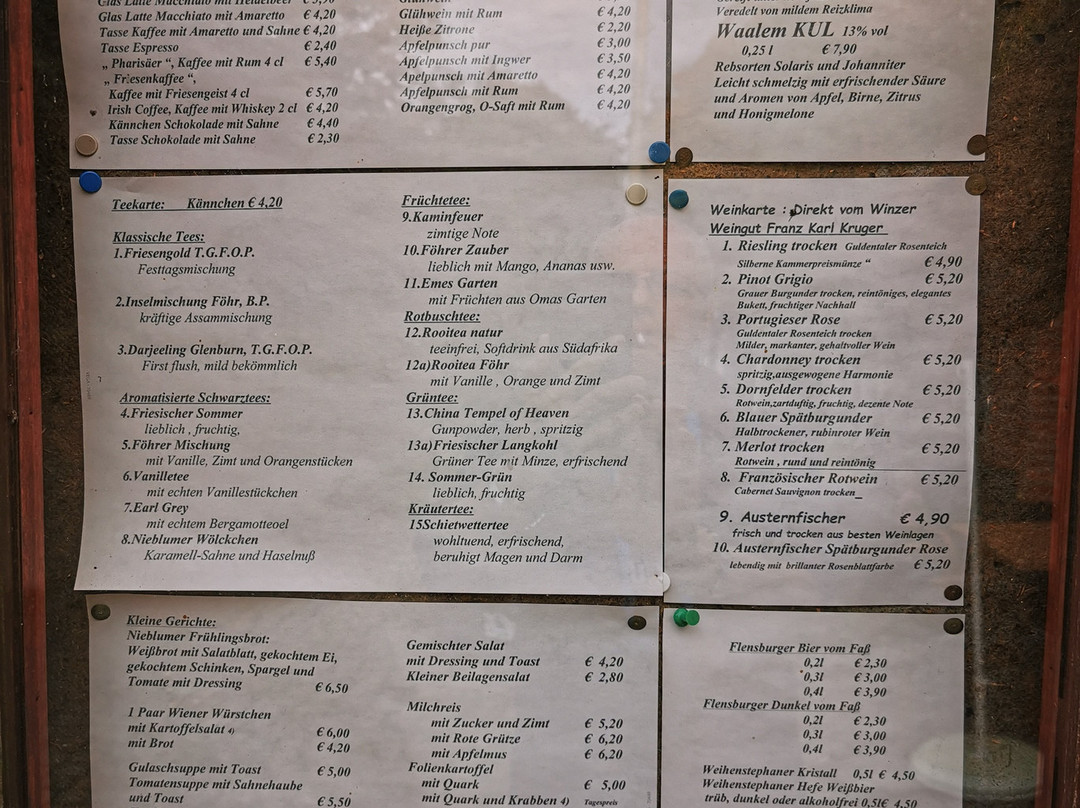 Glas Latte Macchiato mit
Glas Latte Macchiato mit Amaretto € 4,20
Tasse Kaffee mit Amaretto und Sahne € 4,20
Tasse Espresso € 2,40
„ Pharisäer “, Kaffee mit Rum 4 cl € 5,40
„ Friesenkaffee “,
Kaffee mit Friesengeist 4 cl € 5,70
Irish Coffee, Kaffee mit Whiskey 2 cl € 4,20
Kännchen Schokolade mit Sahne € 4,40
Tasse Schokolade mit Sahne € 2,30
Glühwein mit Rum € 4,20
Heiße Zitrone € 2,20
Apfelpunsch pur € 3,00
Apfelpunsch mit Ingwer € 3,50
Apelpunsch mit Amaretto € 4,20
Apfelpunsch mit Rum € 4,20
Orangengrog, O-Saft mit Rum € 4,20
Veredelt von mildem Reizklima
Waalem KUL 13% vol
0,25 l € 7,90
Rebsorten Solaris und Johanniter
Leicht schmelzig mit erfrischender Säure
und Aromen von Apfel, Birne, Zitrus
und Honigmelone
Teekarte: Kännchen € 4,20
Klassische Tees:
1.Friesengold T.G.F.O.P.
Festtagsmischung
2.Inselmischung Föhr, B.P.
kräftige Assammischung
3.Darjeeling Glenburn, T.G.F.O.P.
First flush, mild bekömmlich
Aromatisierte Schwarztees:
4.Friesischer Sommer
lieblich , fruchtig,
5.Föhrer Mischung
mit Vanille, Zimt und Orangenstücken
6.Vanilletee
mit echten Vanillestückchen
7.Earl Grey
mit echtem Bergamotteoel
8.Nieblumer Wölckchen
Karamell-Sahne und Haselnuß
Früchtetee:
9.Kaminfeuer
zimtige Note
10.Föhrer Zauber
lieblich mit Mango, Ananas usw.
11.Emes Garten
mit Früchten aus Omas Garten
Rotbuschtee:
12.Rooitea natur
teeinfrei, Softdrink aus Südafrika
12a)Rooitea Föhr
mit Vanille , Orange und Zimt
Grüntee:
13.China Tempel of Heaven
Gunpowder, herb , spritzig
13a)Friesischer Langkohl
Grüner Tee mit Minze, erfrischend
14. Sommer-Grün
lieblich, fruchtig
Kräutertee:
15Schietwettertee
wohltuend, erfrischend,
beruhigt Magen und Darm
Weinkarte : Direkt vom Winzer
Weingut Franz Karl Kruger
1. Riesling trocken Guldentaler Rosenteich
Silberne Kammerpreismünze “ € 4,90
2. Pinot Grigio € 5,20
Grauer Burgunder trocken, reintöniges, elegantes
Bukett, fruchtiger Nachhall
3. Portugieser Rose € 5,20
Guldentaler Rosenteich trocken
Milder, markanter, gehaltvoller Wein
4. Chardonney trocken € 5,20
spritzig,ausgewogene Harmonie
5. Dornfelder trocken € 5,20
Rotwein,zartduftig, fruchtig, dezente Note
6. Blauer Spätburgunder € 5,20
Halbtrockener, rubinroter Wein
7. Merlot trocken € 5,20
Rotwein , rund und reintönig
8. Französischer Rotwein € 5,20
Cabernet Sauvignon trocken_
9. Austernfischer € 4,90
frisch und trocken aus besten Weinlagen
10. Austernfischer Spätburgunder Rose
lebendig mit brillanter Rosenblattfarbe € 5,20
Kleine Gerichte:
Nieblumer Frühlingsbrot:
Weißbrot mit Salatblatt, gekochtem Ei,
gekochtem Schinken, Spargel und
Tomate mit Dressing € 6,50
1 Paar Wiener Würstchen
mit Kartoffelsalat 4) € 6,00
mit Brot € 4,20
Gulaschsuppe mit Toast € 5,00
Tomatensuppe mit Sahnehaube
und Toast € 5,50
Gemischter Salat
mit Dressing und Toast € 4,20
Kleiner Beilagensalat € 2,80
Milchreis
mit Zucker und Zimt € 5,20
mit Rote Grütze € 6,20
mit Apfelmus € 6,20
Folienkartoffel
mit Quark € 5,00
mit Quark und Krabben 4) Tagespreis
Flensburger Bier vom Faß
0,2l € 2,30
0,3l € 3,00
0,4l € 3,90
Flensburger Dunkel vom Faß
0,2l € 2,30
0,3l € 3,00
0,4l € 3,90
Weihenstephaner Kristall 0,5l € 4,50
Weihenstephaner Hefe Weißbier
trüb, dunkel oder alkoholfrei 0,5l€ 4,50